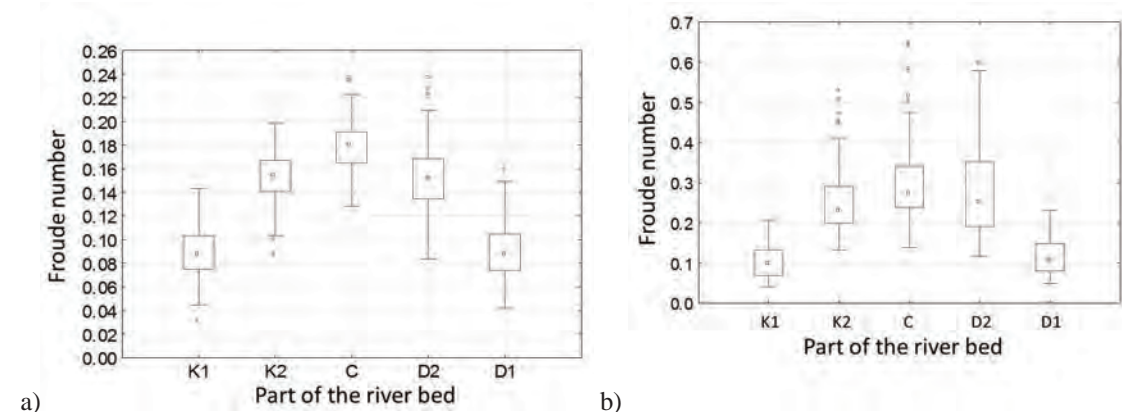 0.26
0.24
0.22
0.20
0.18
0.16
0.14
0.12
0.10
0.08
0.06
0.04
0.02
0.00
Froude number
K1 K2 C D2 D1
Part of the river bed
a)
0.7
0.6
0.5
0.4
0.3
0.2
0.1
0.0
Froude number
K1 K2 C D2 D1
Part of the river bed
b)